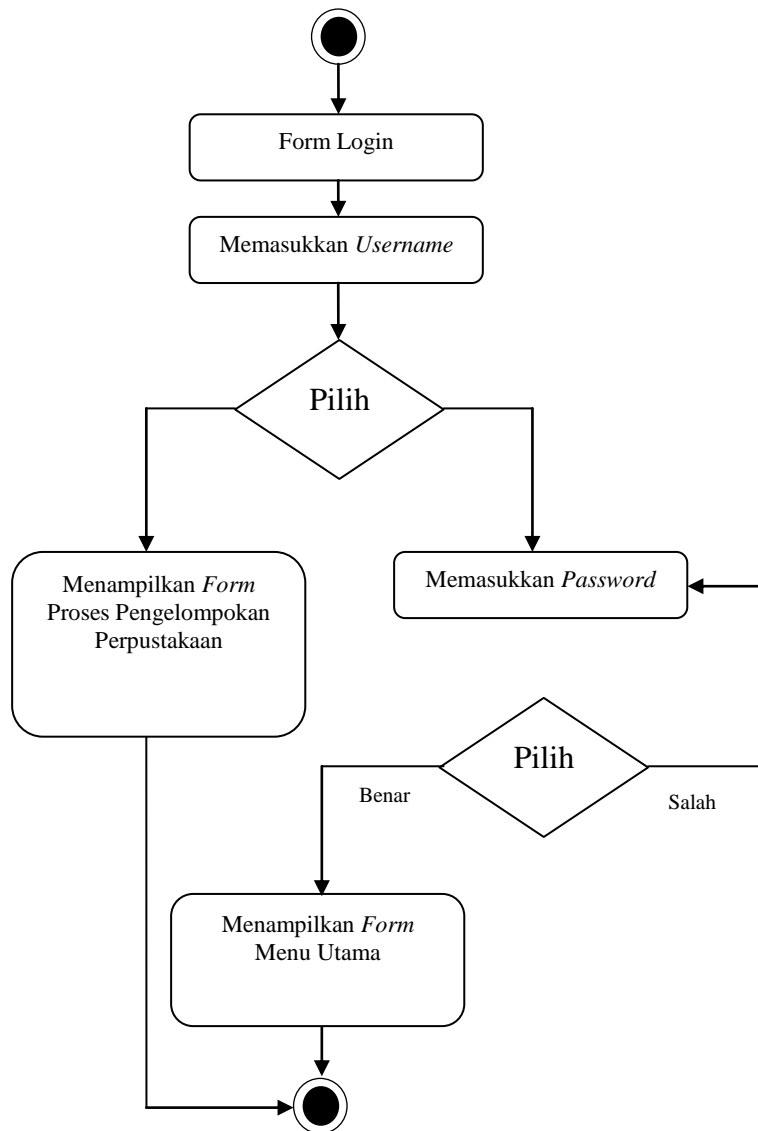 Form Login
Memasukkan Username
Pilih
Menampilkan Form
Proses Pengelompokan
Perpustakaan
Memasukkan Password
Pilih
Benar
Salah
Menampilkan Form
Menu Utama